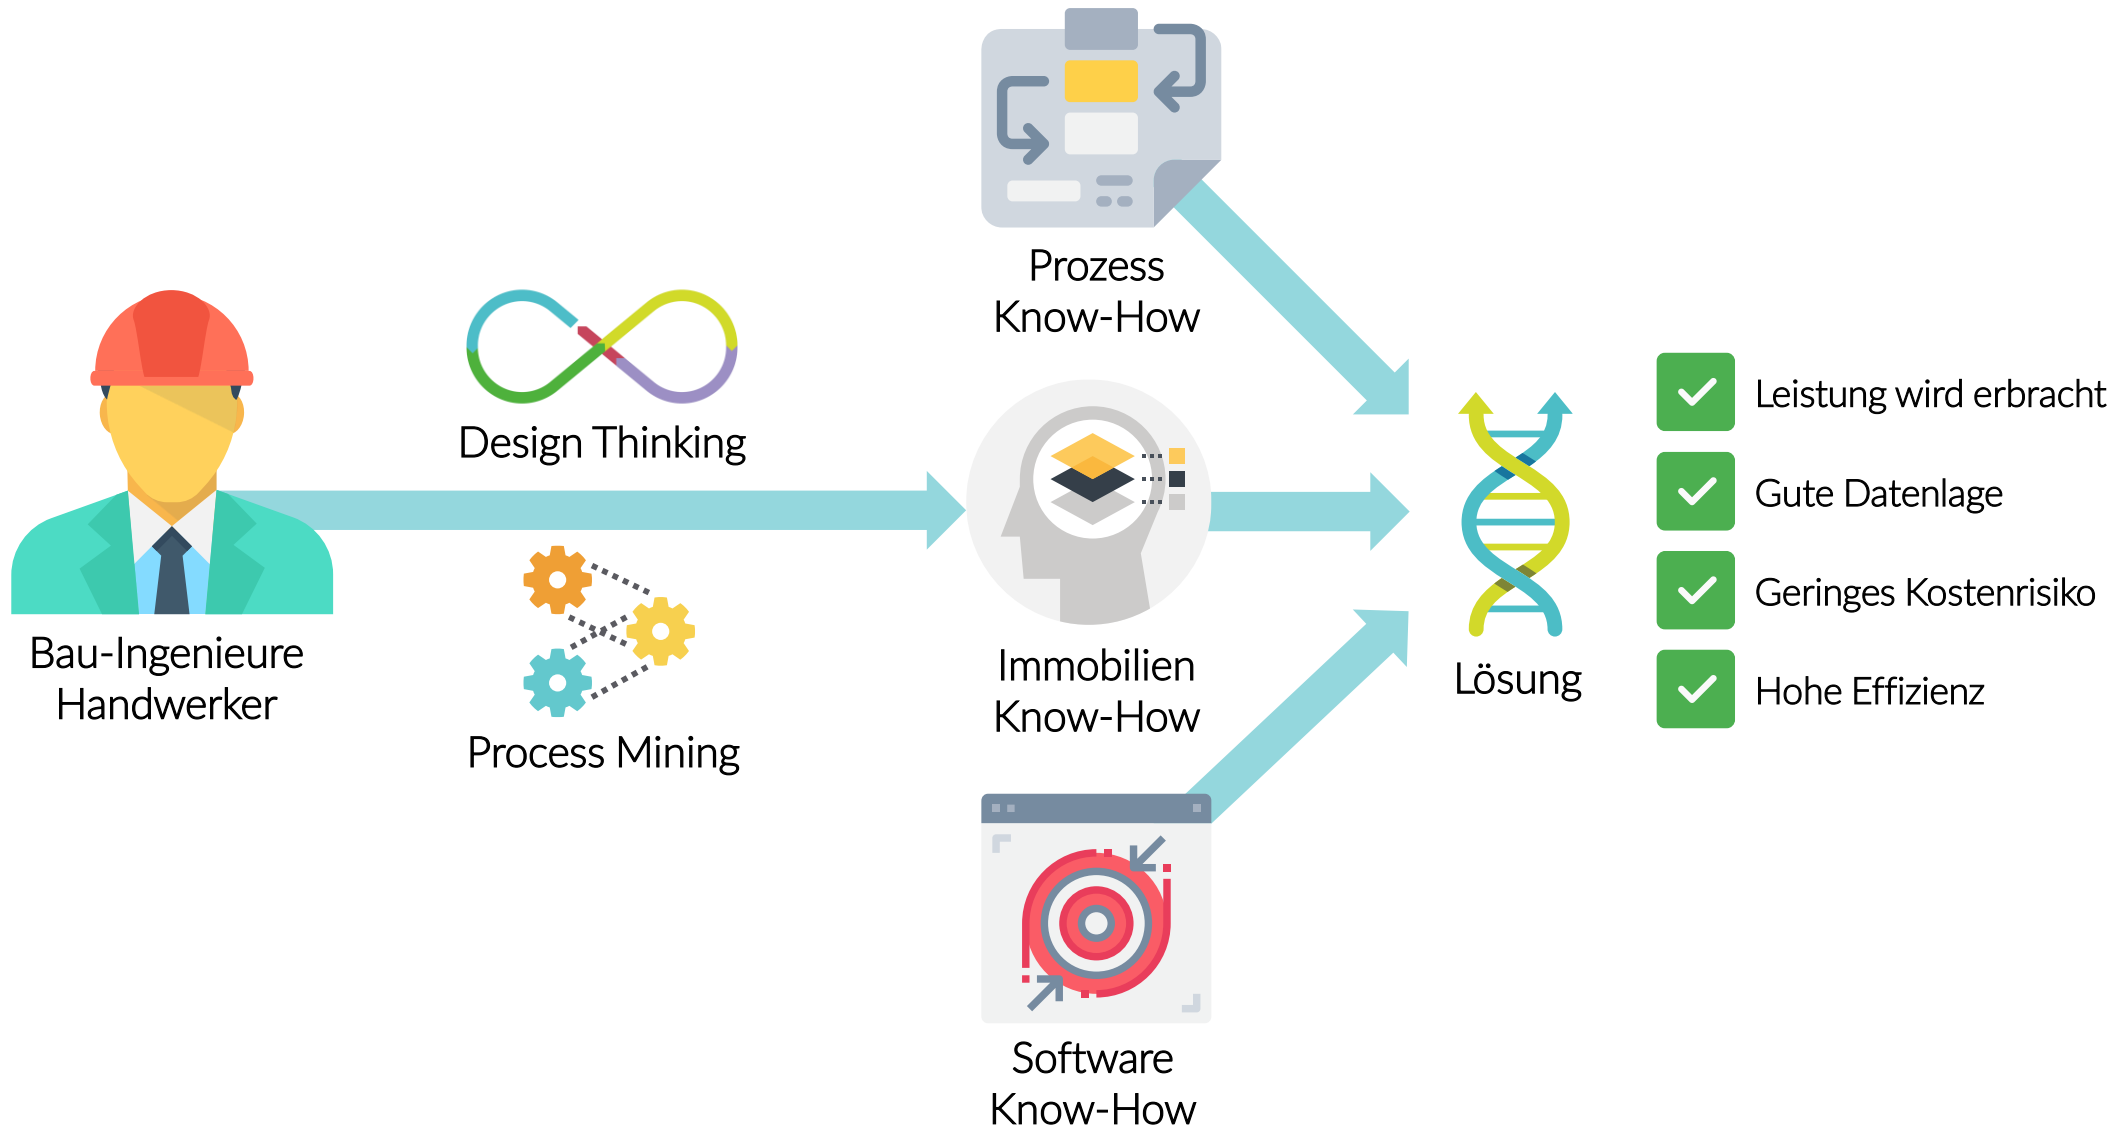 Bau-Ingenieure
Handwerker
Design Thinking
Process Mining
Prozess
Know-How
Immobilien
Know-How
Software
Know-How
Lösung
Leistung wird erbracht
Gute Datenlage
Geringes Kostenrisiko
Hohe Effizienz